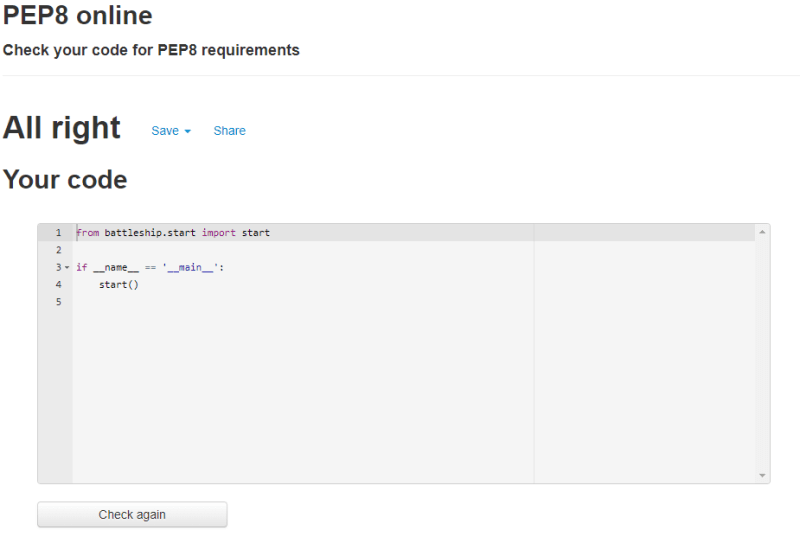 PEP8 online
Check your code for PEP8 requirements
All right Save Share
Your code
1 from battleship.start import start
2
3 if __name__ == '__main__':
4     start()
5
Check again